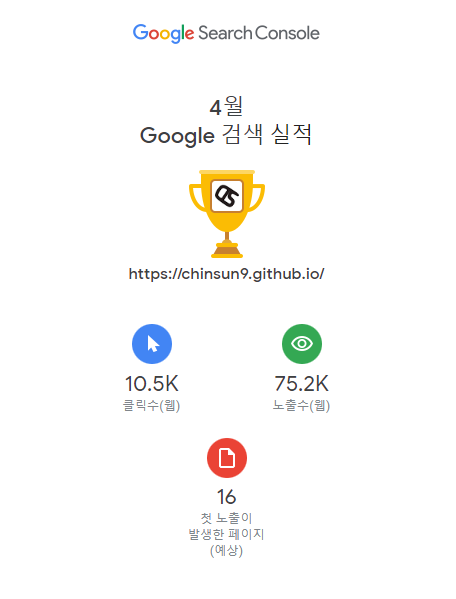 Google Search Console
4월
Google 검색 실적
https://chinsun9.github.io/
10.5K
클릭수(웹)
75.2K
노출수(웹)
16
첫 노출이
발생한 페이지
(예상)